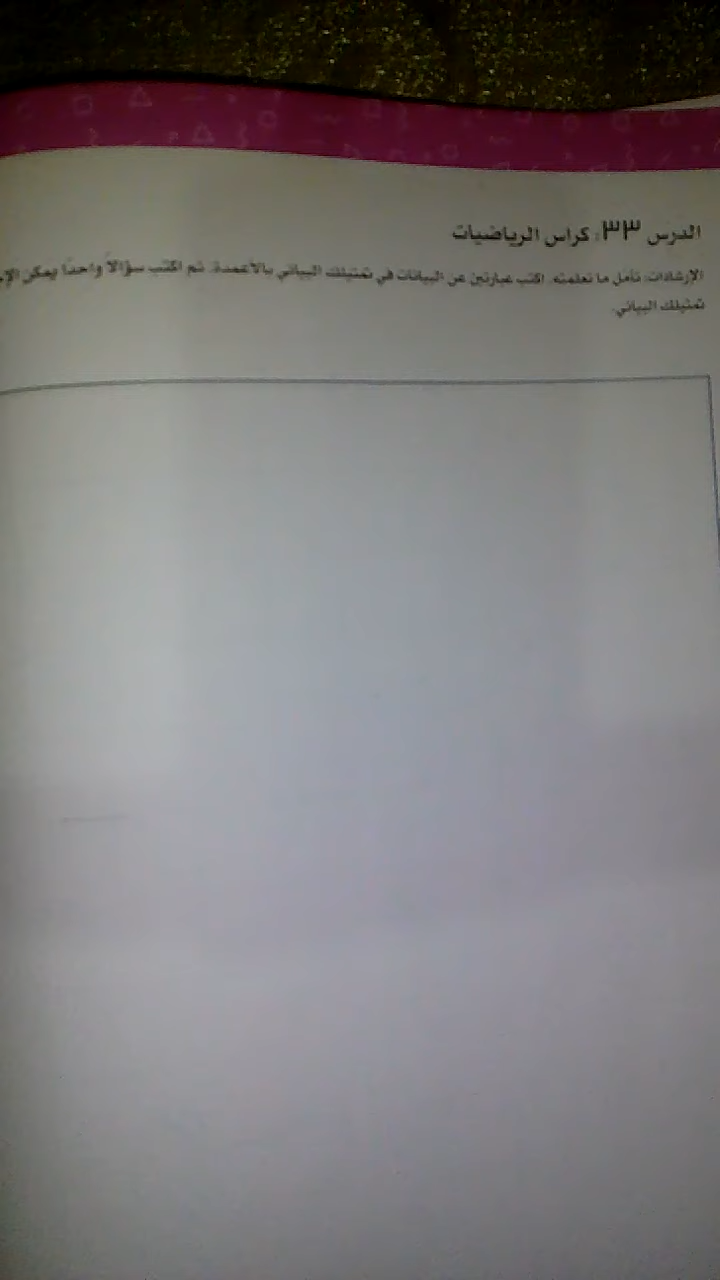 الدرس ٣٣: كراس الرياضيات
الإرشادات: تأمل ما تعلمته. اكتب عبارتين عن البيانات في تمثيلك البياني بالأعمدة. ثم اكتب سؤالاً واحدًا يمكن
تمثيلك البياني.